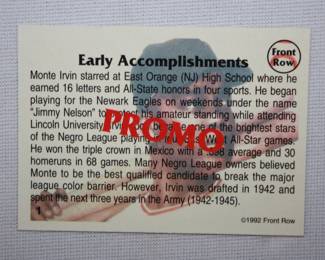 Early Accomplishments
Front Row
Monte Irvin starred at East Orange (NJ) High School where he
earned 16 letters and All-State honors in four sports. He began
playing for the Newark Eagles on weekends under the name
"Jimmy Nelson" to protect his amateur standing while attending
Lincoln University. Irvin one of the brightest stars
of the Negro League playing All-Star games.
He won the triple crown in Mexico with a average and 30
homeruns in 68 games. Many Negro League owners believed
Monte to be the best qualified candidate to break the major
league color barrier. However, Irvin was drafted in 1942 and
spent the next three years in the Army (1942-1945).
PROMO
1
©1992 Front Row